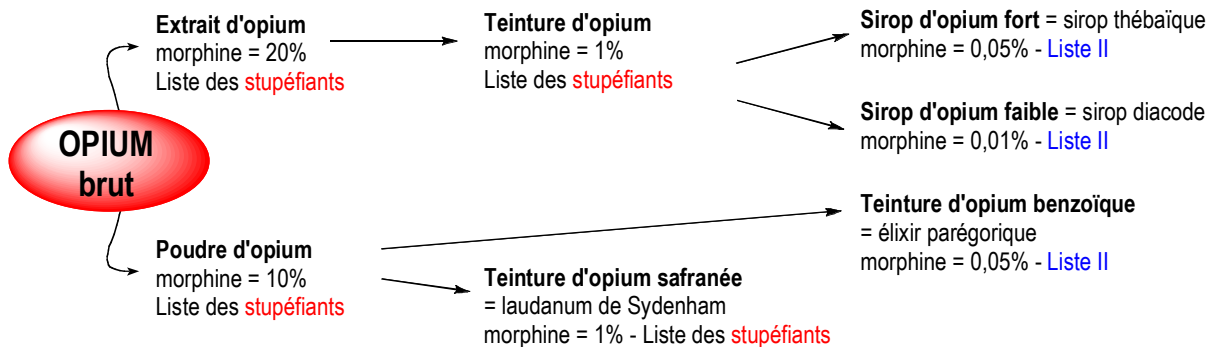 OPIUM
brut
Extrait d'opium
morphine = 20%
Liste des stupéfiants
Teinture d'opium
morphine = 1%
Liste des stupéfiants
Sirop d'opium fort = sirop thébaïque
morphine = 0,05% - Liste II
Sirop d'opium faible = sirop diacode
morphine = 0,01% - Liste II
Poudre d'opium
morphine = 10%
Liste des stupéfiants
Teinture d'opium safranée
= laudanum de Sydenham
morphine = 1% - Liste des stupéfiants
Teinture d'opium benzoïque
= élixir parégorique
morphine = 0,05% - Liste II